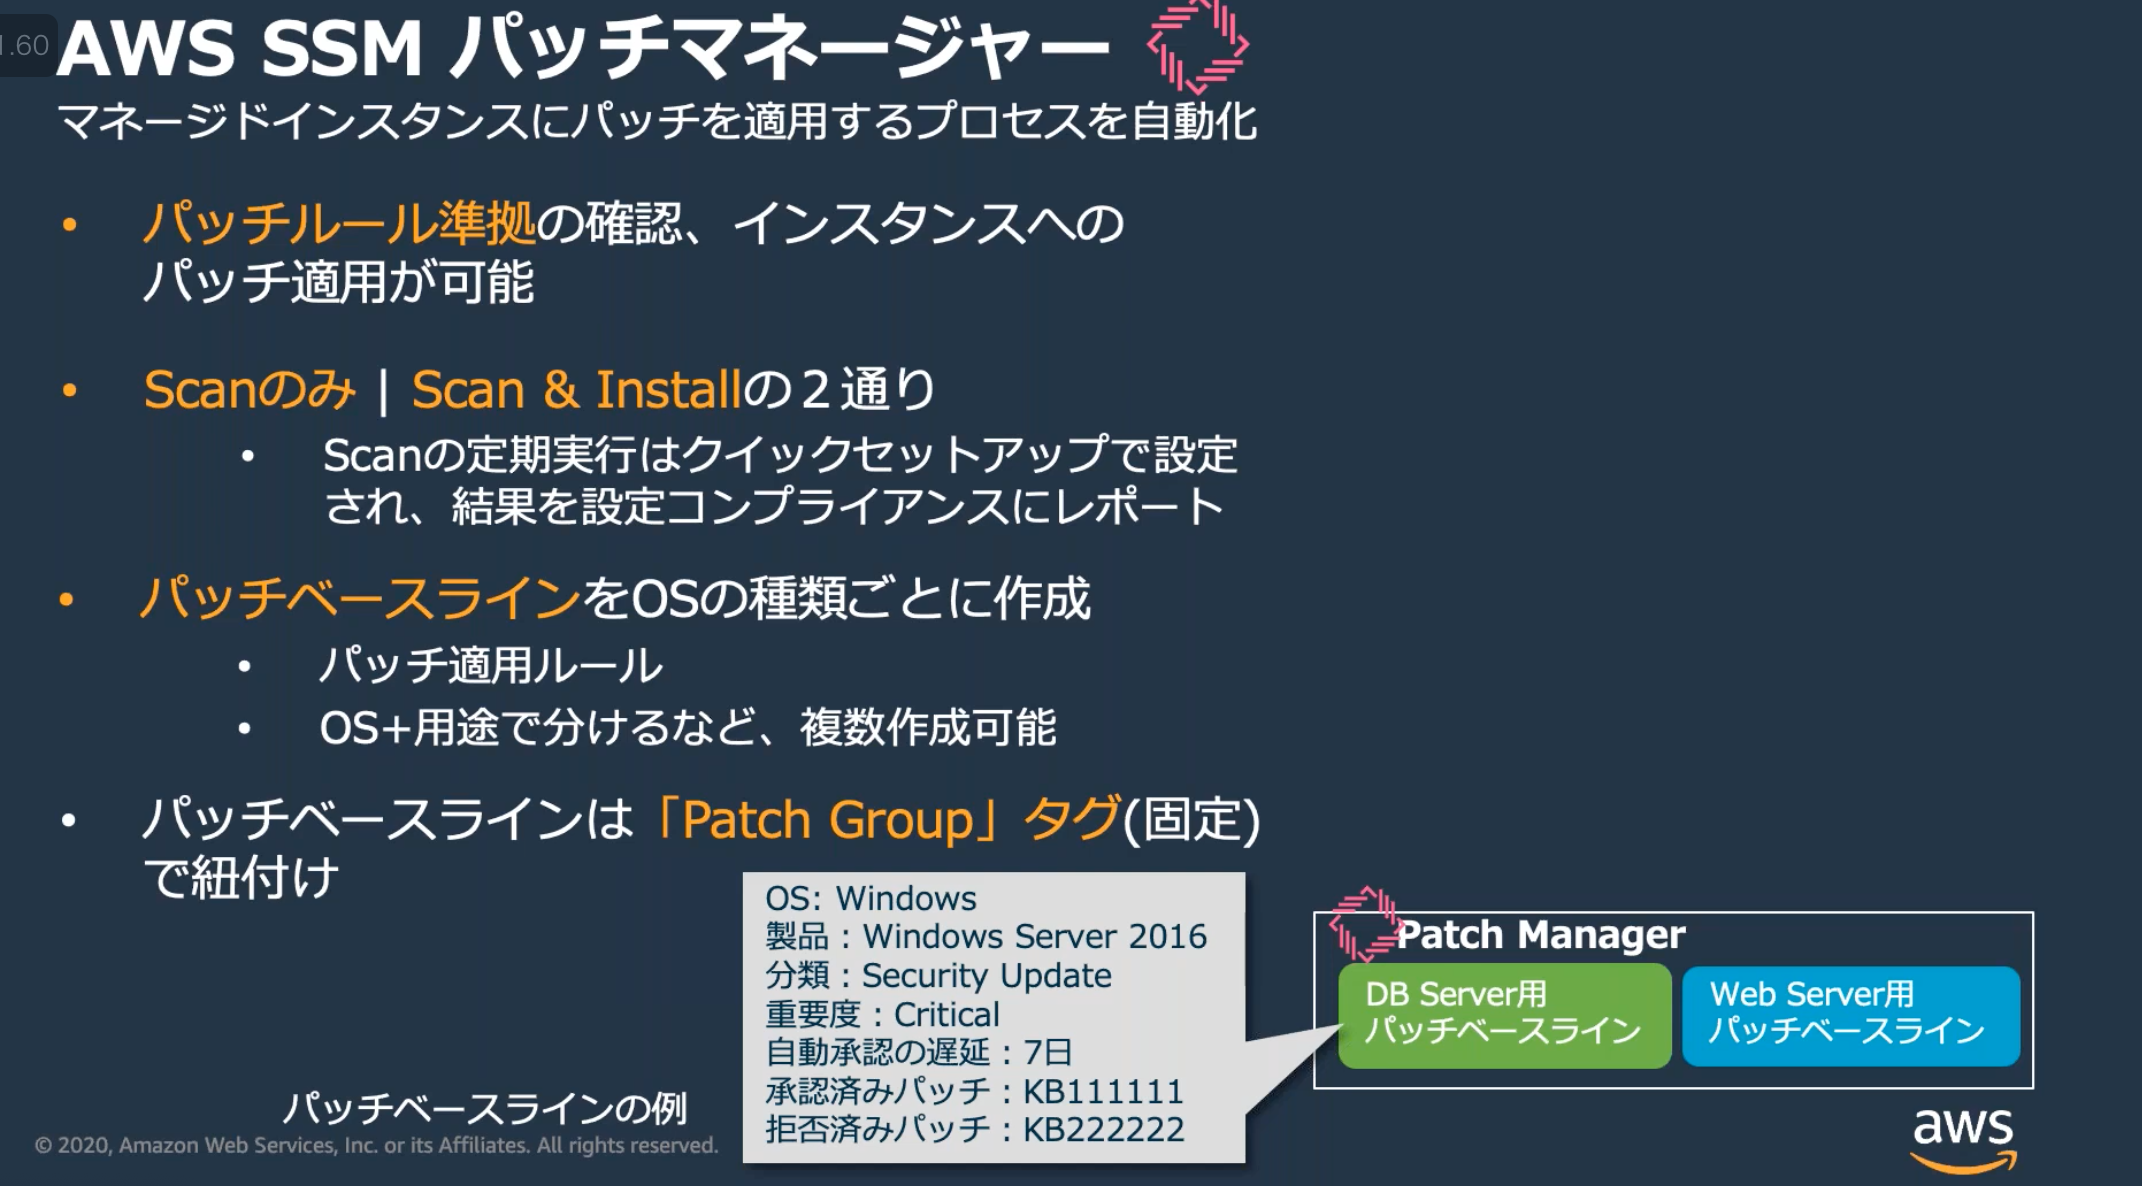 1.60
AWS SSM パッチマネージャー
マネージドインスタンスにパッチを適用するプロセスを自動化
• パッチルール準拠の確認、インスタンスへの
パッチ適用が可能
• Scanのみ | Scan & Installの２通り
• Scanの定期実行はクイックセットアップで設定
され、結果を設定コンプライアンスにレポート
• パッチベースラインをOSの種類ごとに作成
• パッチ適用ルール
• OS+用途で分けるなど、複数作成可能
• パッチベースラインは「Patch Group」タグ(固定)
で紐付け
OS: Windows
製品：Windows Server 2016
分類：Security Update
重要度：Critical
自動承認の遅延：7日
承認済みパッチ：KB111111
拒否済みパッチ：KB222222
パッチベースラインの例
Patch Manager
DB Server用
パッチベースライン
Web Server用
パッチベースライン
© 2020, Amazon Web Services, Inc. or its Affiliates. All rights reserved.
aws